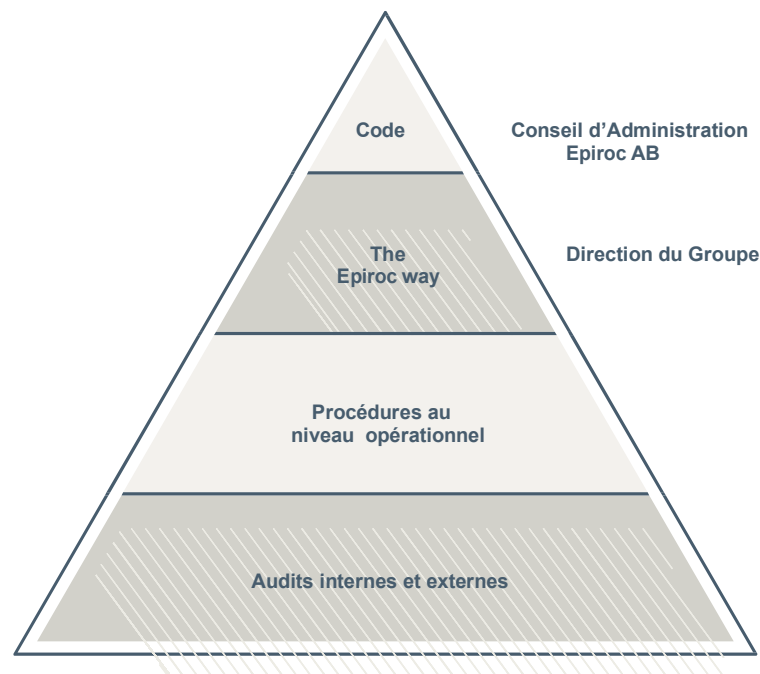 Code
Conseil d’Administration
Epiroc AB
The
Epiroc way
Direction du Groupe
Procédures au
niveau opérationnel
Audits internes et externes